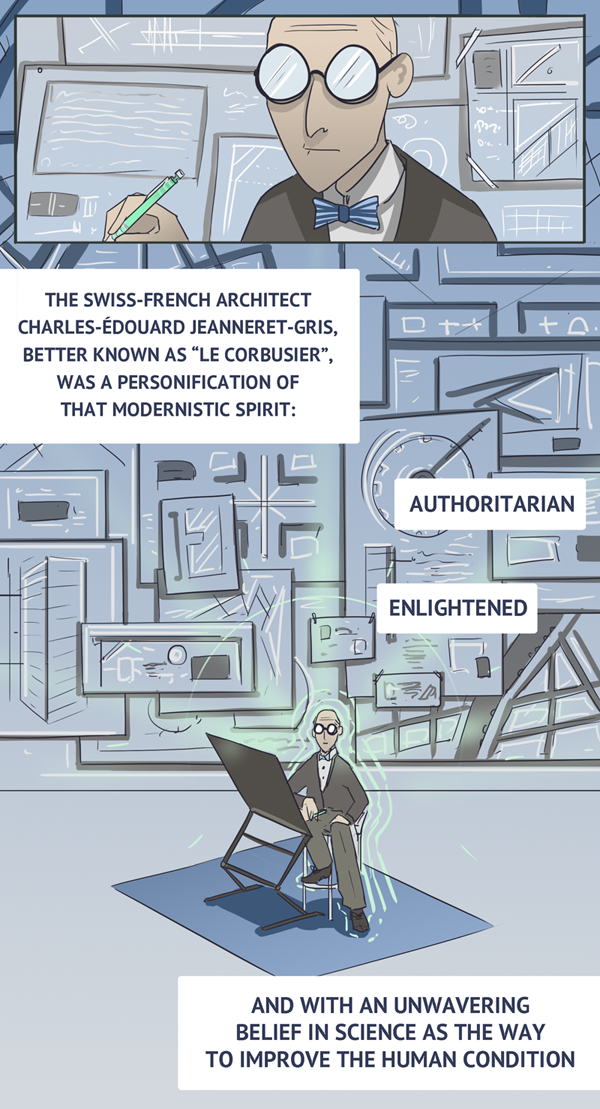 THE SWISS-FRENCH ARCHITECT
CHARLES-ÉDOUARD JEANNERET-GRIS,
BETTER KNOWN AS “LE CORBUSIER”,
WAS A PERSONIFICATION OF
THAT MODERNISTIC SPIRIT:
AUTHORITARIAN
ENLIGHTENED
AND WITH AN UNWAVERING
BELIEF IN SCIENCE AS THE WAY
TO IMPROVE THE HUMAN CONDITION